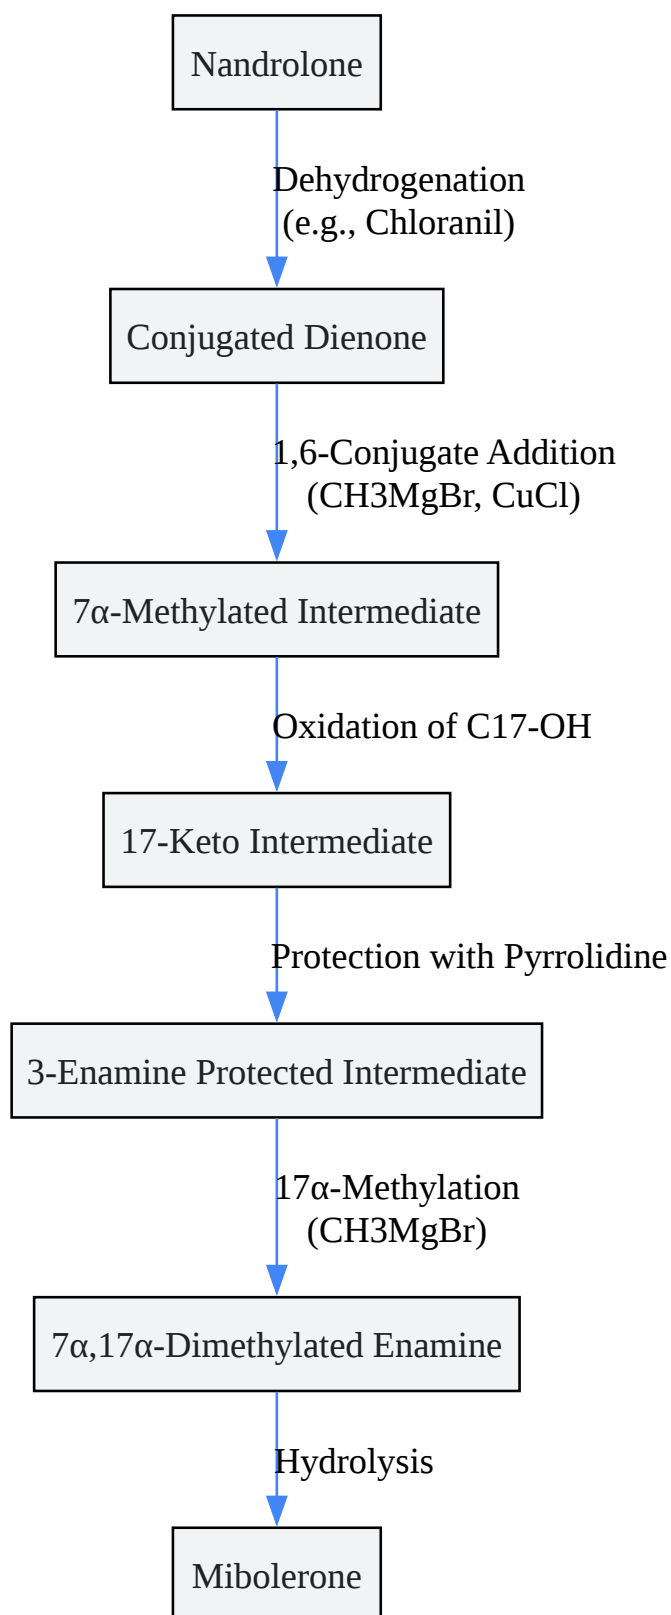 Nandrolone
Dehydrogenation
(e.g., Chloranil)
Conjugated Dienone
1,6-Conjugate Addition
(CH3MgBr, CuCl)
7α-Methylated Intermediate
Oxidation of C17-OH
17-Keto Intermediate
Protection with Pyrrolidine
3-Enamine Protected Intermediate
17α-Methylation
(CH3MgBr)
7α,17α-Dimethylated Enamine
Hydrolysis
Mibolerone